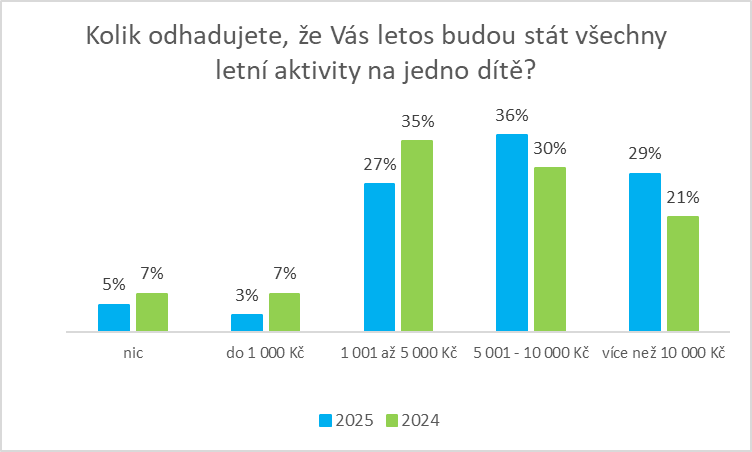 Kolik odhadujete, že Vás letos budou stát všechny
letní aktivity na jedno dítě?
5% 7% 3% 7% 27% 35% 36% 30% 29% 21%
nic do 1 000 Kč 1 001 až 5 000 Kč 5 001 - 10 000 Kč více než 10 000 Kč
2025 2024